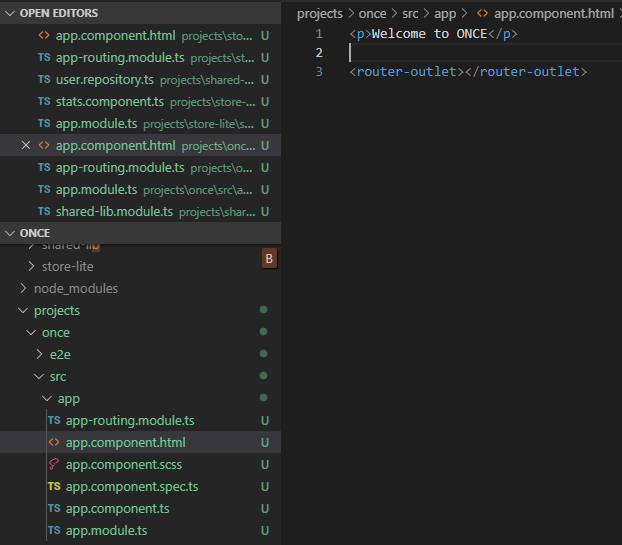 OPEN EDITORS
<> app.component.html projects\sto... U
TS app-routing.module.ts projects\st... U
TS user.repository.ts projects\shared-... U
TS stats.component.ts projects\store-... U
TS app.module.ts projects\store-lite\s... U
<> app.component.html projects\onc... U
TS app-routing.module.ts projects\o... U
TS app.module.ts projects\once\src\a... U
TS shared-lib.module.ts projects\shar... U
ONCE
shared-lib
store-lite
B
node_modules
projects
once
e2e
src
app
TS app-routing.module.ts U
<> app.component.html U
app.component.scss U
TS app.component.spec.ts U
TS app.component.ts U
TS app.module.ts U
projects > once > src > app > <> app.component.html
1 <p>Welcome to ONCE</p>
2
3 <router-outlet></router-outlet>